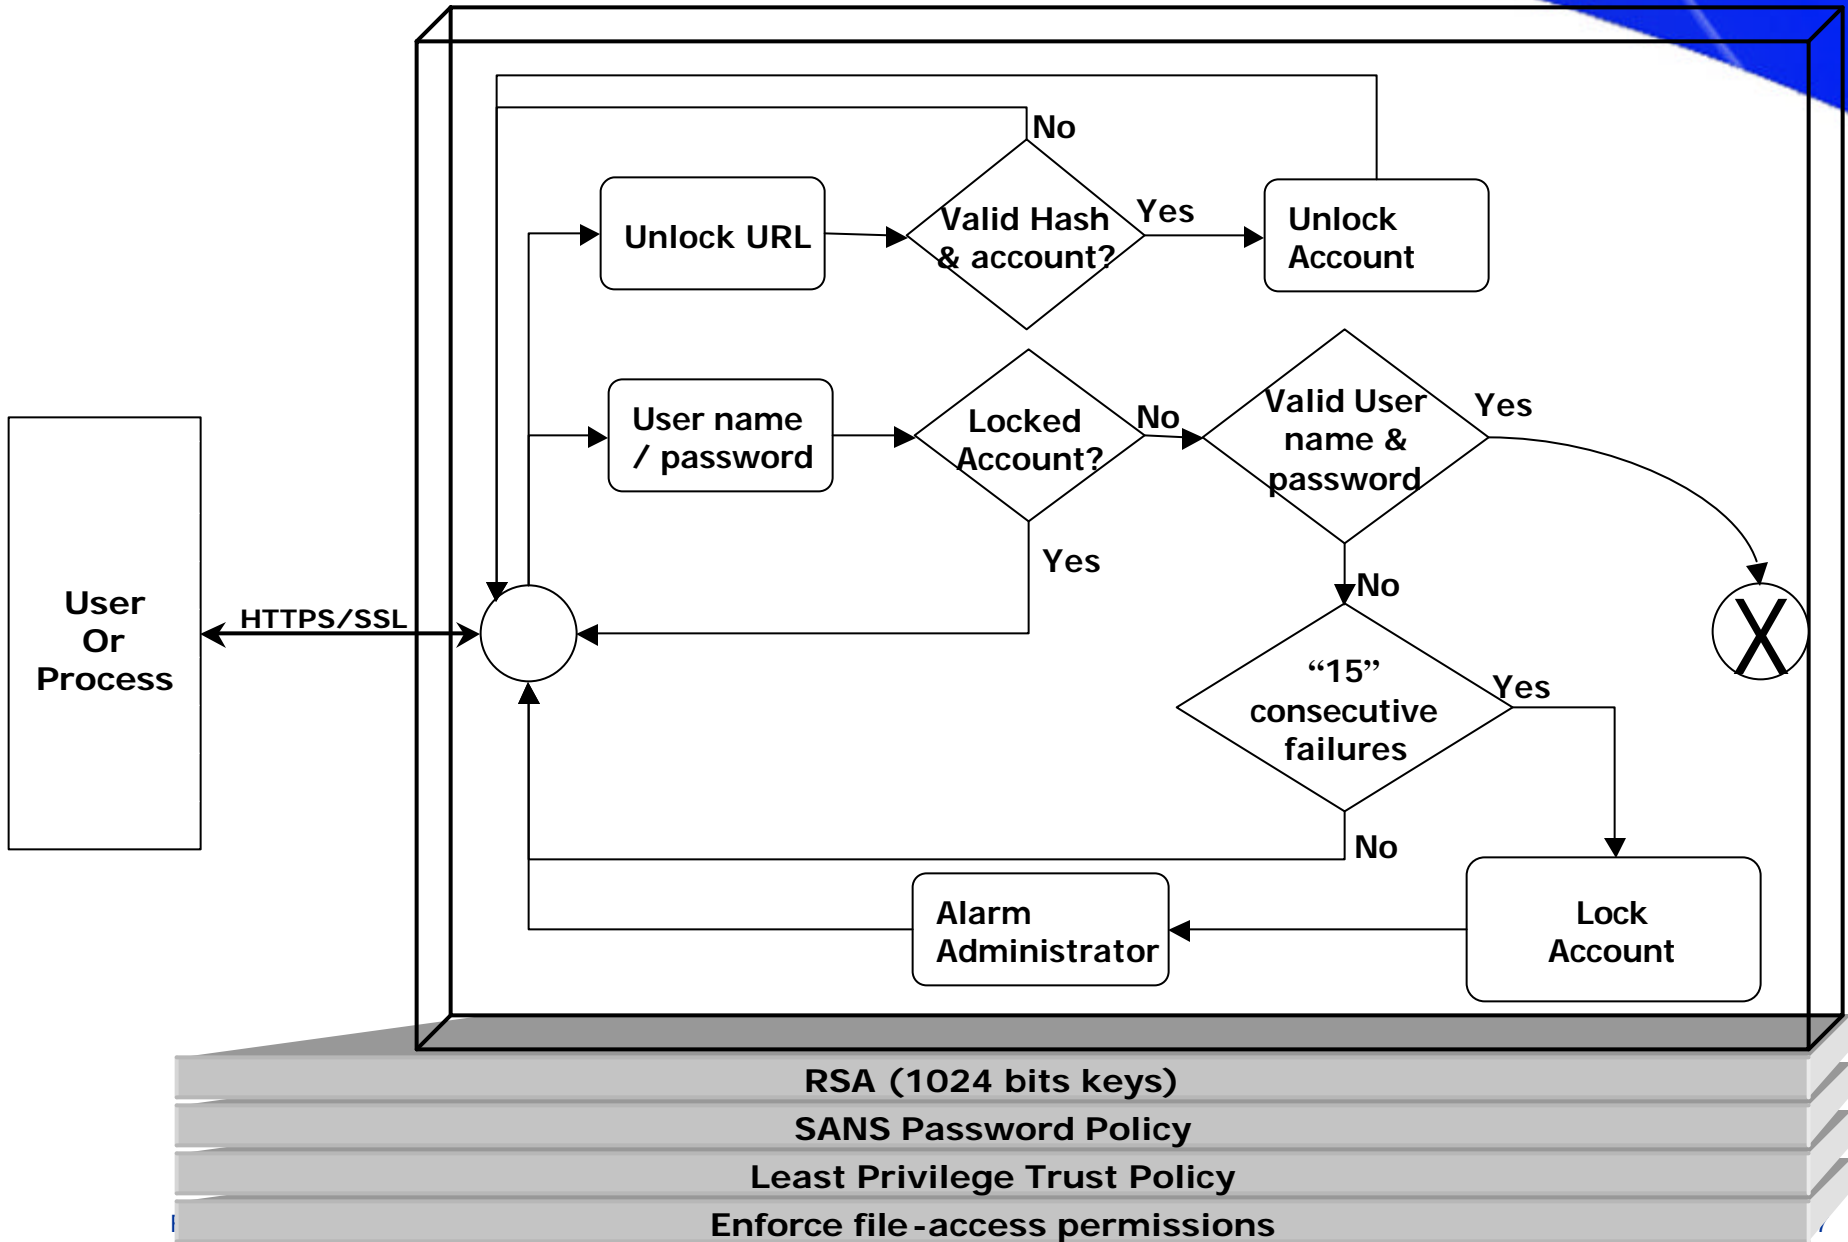 No
Unlock URL
Valid Hash
& account?
Yes
Unlock
Account
User name
/ password
Locked
Account?
No
Yes
Valid User
name &
password
Yes
No
User
Or
Process
HTTPS/SSL
X
“15”
consecutive
failures
Yes
No
Alarm
Administrator
Lock
Account
RSA (1024 bits keys)
SANS Password Policy
Least Privilege Trust Policy
Enforce file-access permissions